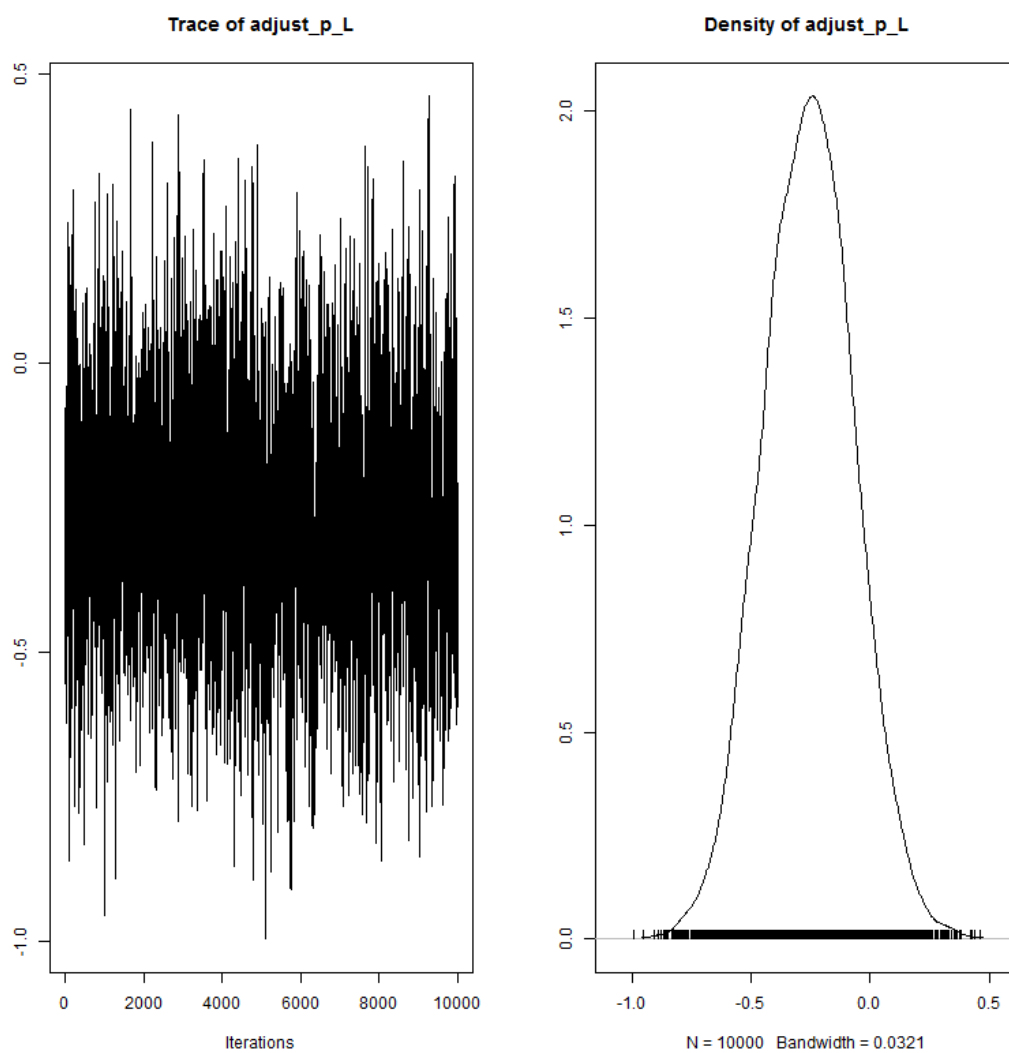 Trace of adjust_p_L
0.5
0.0
-0.5
-1.0
0 2000 4000 6000 8000 10000
Iterations
Density of adjust_p_L
2.0
1.5
1.0
0.5
0.0
-1.0 -0.5 0.0 0.5
N = 10000 Bandwidth = 0.0321